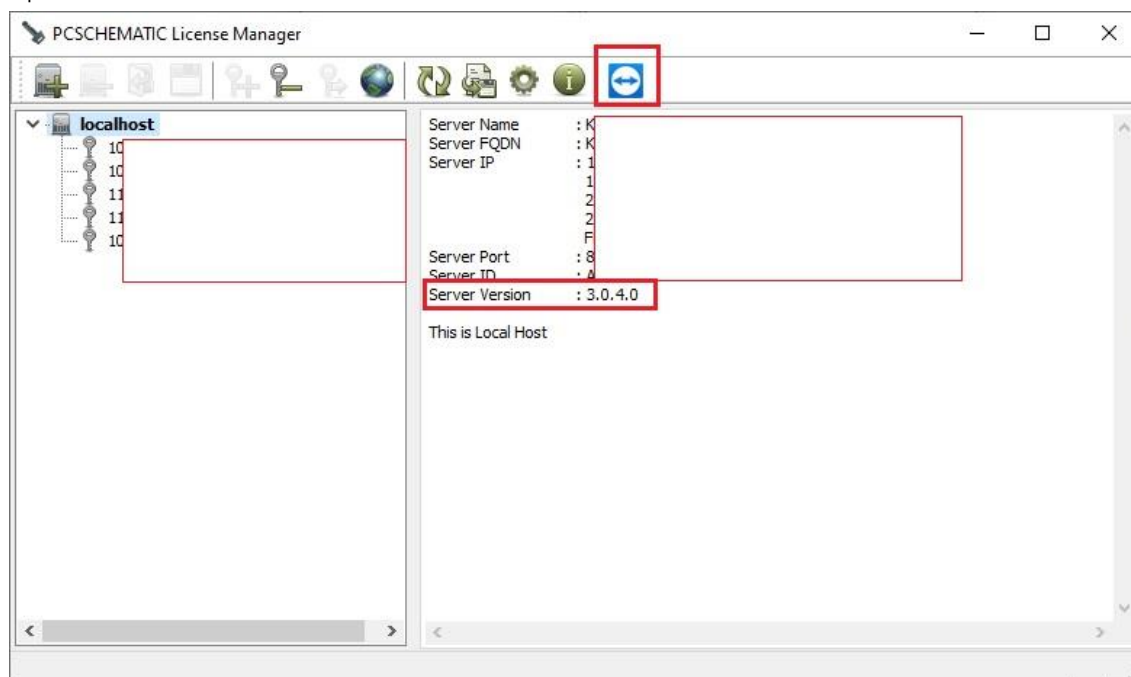 PCSCHEMATIC License Manager
localhost
10
10
11
11
10
Server Name : K
Server FQDN : K
Server IP : 1
1
2
2
F
Server Port : 8
Server ID : A
Server Version : 3.0.4.0
This is Local Host